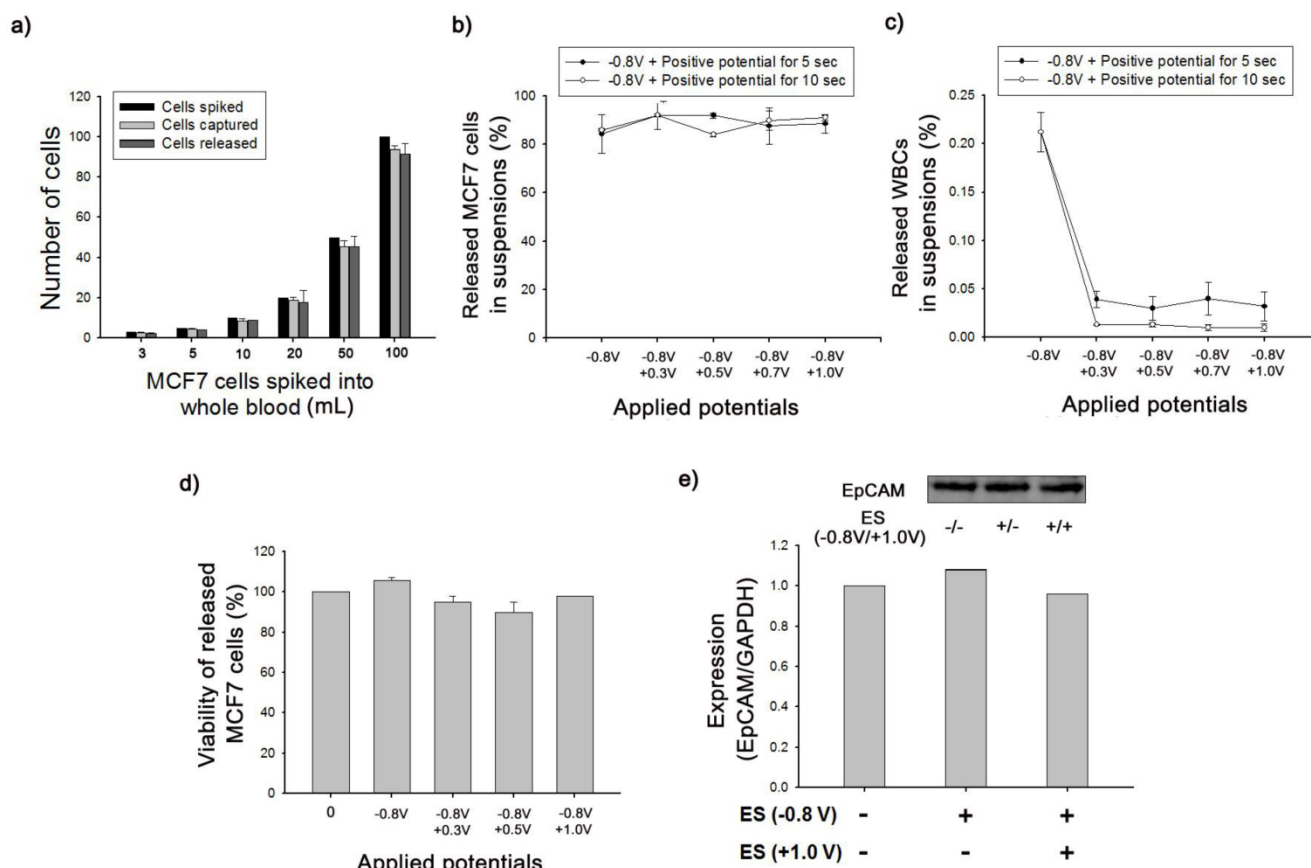 a)
Cells spiked
Cells captured
Cells released
Number of cells
120
100
80
60
40
20
0
3 5 10 20 50 100
MCF7 cells spiked into
whole blood (mL)
b)
-0.8V + Positive potential for 5 sec
-0.8V + Positive potential for 10 sec
Released MCF7 cells
in suspensions (%)
100
80
60
40
20
0
-0.8V -0.8V -0.8V -0.8V -0.8V
+0.3V +0.5V +0.7V +1.0V
Applied potentials
c)
-0.8V + Positive potential for 5 sec
-0.8V + Positive potential for 10 sec
Released WBCs
in suspensions (%)
0.25
0.20
0.15
0.10
0.05
0.00
-0.8V -0.8V -0.8V -0.8V -0.8V
+0.3V +0.5V +0.7V +1.0V
Applied potentials
d)
Viability of released
MCF7 cells (%)
120
100
80
60
40
20
0
0 -0.8V -0.8V -0.8V -0.8V
+0.3V +0.5V +1.0V
Applied potentials
e)
EpCAM
ES
(-0.8V/+1.0V)
-/- +/- +/+
Expression
(EpCAM/GAPDH)
1.2
1.0
0.8
0.6
0.4
0.2
0.0
ES (-0.8 V) - + +
ES (+1.0 V) - - +